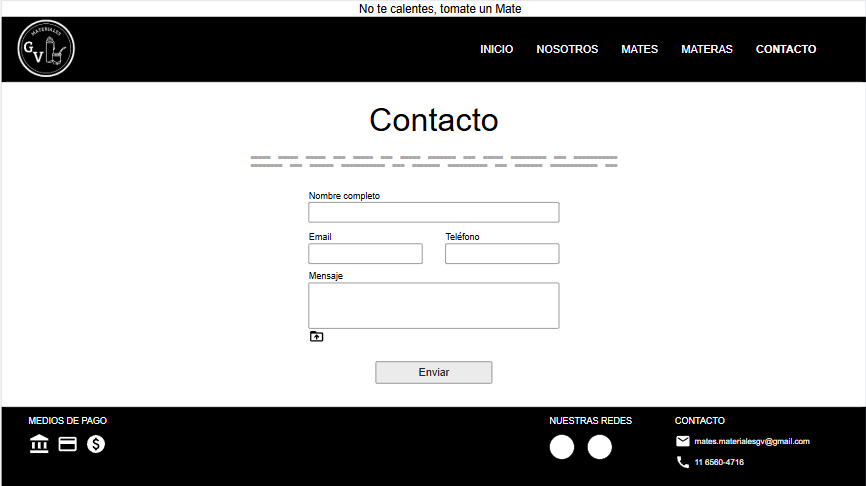 No te calentes, tomate un Mate
MATERIALES
G
V
INICIO NOSOTROS MATES MATERAS CONTACTO
Contacto
Nombre completo
Email Teléfono
Mensaje
Enviar
MEDIOS DE PAGO NUESTRAS REDES CONTACTO
mates.materialesgv@gmail.com
11 6560-4716